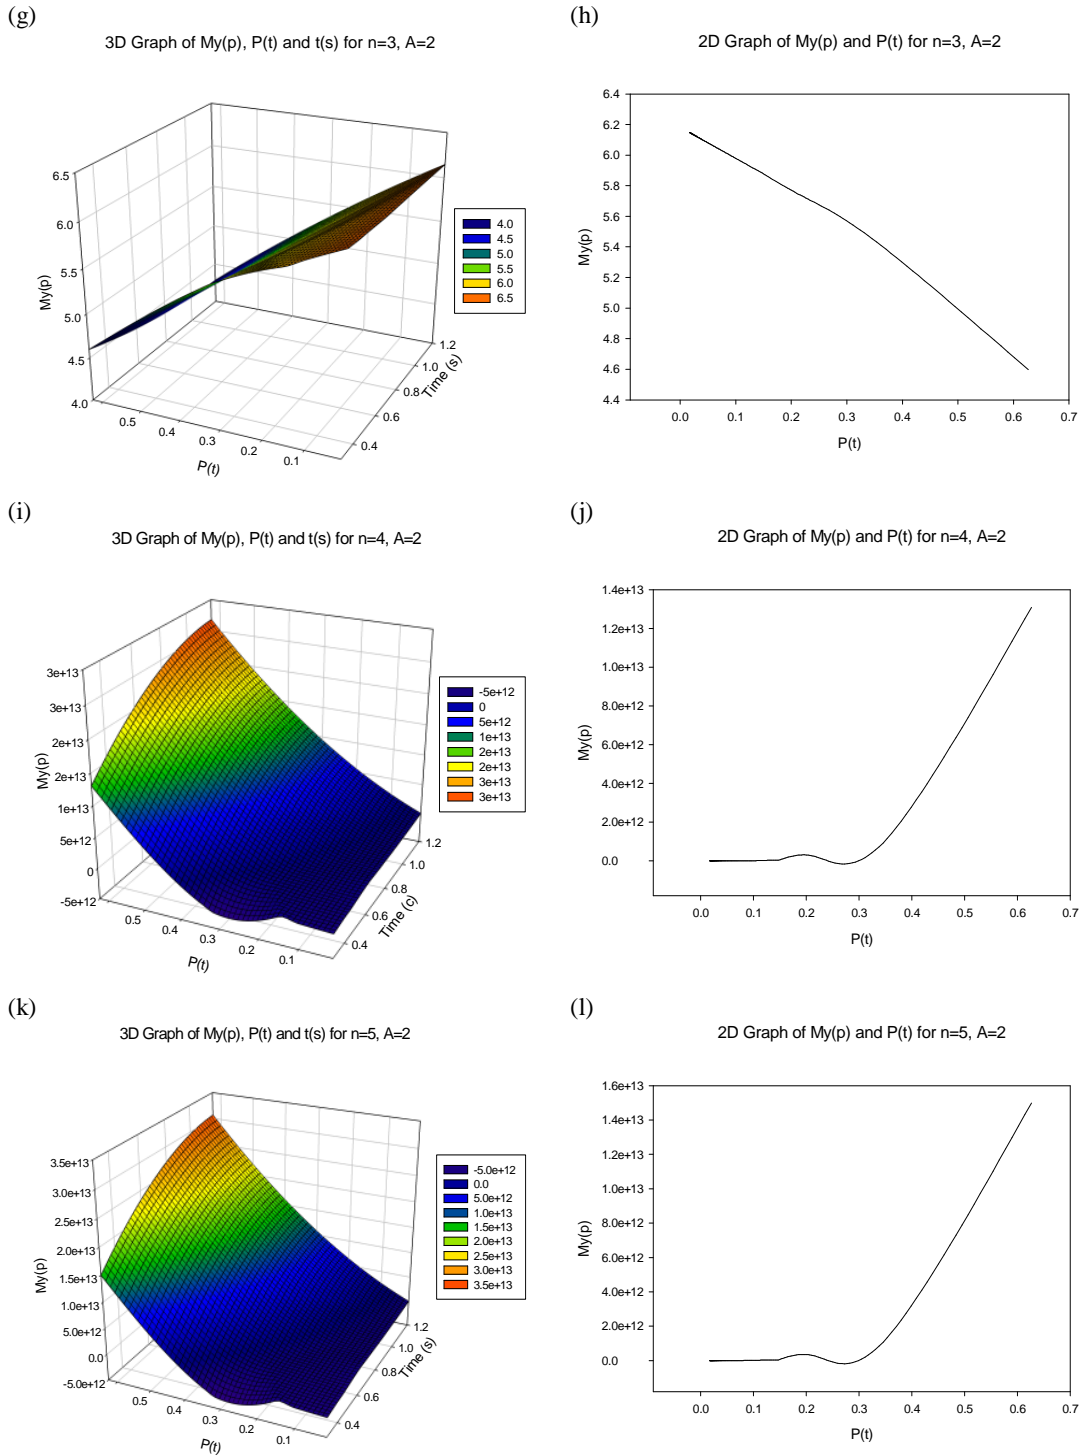 (g)
3D Graph of My(p), P(t) and t(s) for n=3, A=2
6.5
6.0
5.5
5.0
4.5
4.0
My(p)
0.5
0.4
0.3
0.2
0.1
P(t)
0.4
0.6
0.8
1.0
1.2
Time (s)
4.0
4.5
5.0
5.5
6.0
6.5
(h)
2D Graph of My(p) and P(t) for n=3, A=2
6.4
6.2
6.0
5.8
5.6
5.4
5.2
5.0
4.8
4.6
4.4
My(p)
0.0 0.1 0.2 0.3 0.4 0.5 0.6 0.7
P(t)
(i)
3D Graph of My(p), P(t) and t(s) for n=4, A=2
3e+13
3e+13
2e+13
2e+13
1e+13
5e+12
0
-5e+12
My(p)
0.5
0.4
0.3
0.2
0.1
P(t)
0.4
0.6
0.8
1.0
1.2
Time (c)
-5e+12
0
5e+12
1e+13
2e+13
2e+13
3e+13
3e+13
(j)
2D Graph of My(p) and P(t) for n=4, A=2
1.4e+13
1.2e+13
1.0e+13
8.0e+12
6.0e+12
4.0e+12
2.0e+12
0.0
My(p)
0.0 0.1 0.2 0.3 0.4 0.5 0.6 0.7
P(t)
(k)
3D Graph of My(p), P(t) and t(s) for n=5, A=2
3.5e+13
3.0e+13
2.5e+13
2.0e+13
1.5e+13
1.0e+13
5.0e+12
0.0
-5.0e+12
My(p)
0.5
0.4
0.3
0.2
0.1
P(t)
0.4
0.6
0.8
1.0
1.2
Time (s)
-5.0e+12
0.0
5.0e+12
1.0e+13
1.5e+13
2.0e+13
2.5e+13
3.0e+13
3.5e+13
(l)
2D Graph of My(p) and P(t) for n=5, A=2
1.6e+13
1.4e+13
1.2e+13
1.0e+13
8.0e+12
6.0e+12
4.0e+12
2.0e+12
0.0
My(p)
0.0 0.1 0.2 0.3 0.4 0.5 0.6 0.7
P(t)